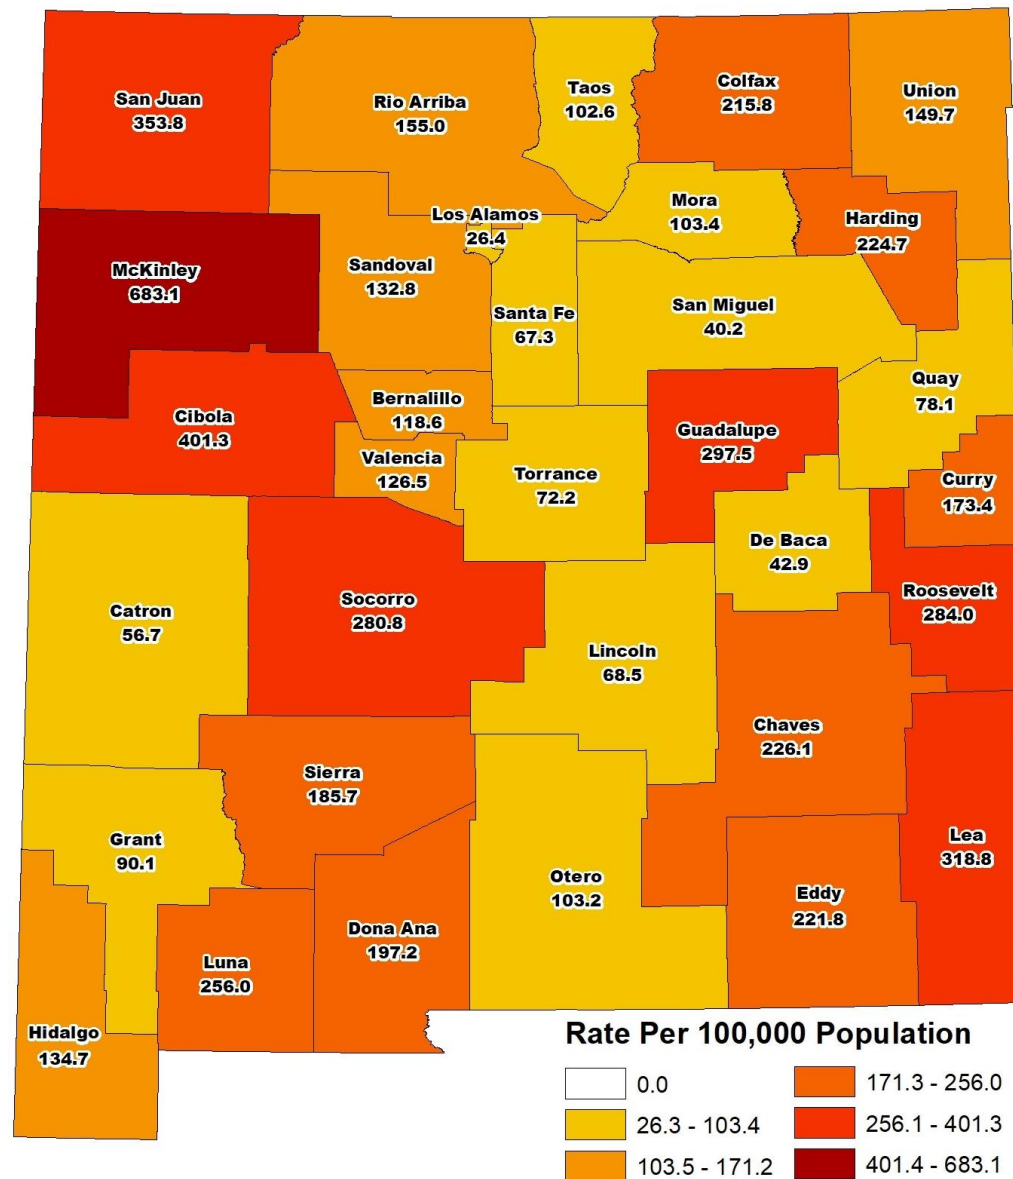 San Juan
353.8
Rio Arriba
155.0
Taos
102.6
Colfax
215.8
Union
149.7
Mora
103.4
Harding
224.7
Los Alamos
26.4
McKinley
683.1
Sandoval
132.8
Santa Fe
67.3
San Miguel
40.2
Quay
78.1
Cibola
401.3
Bernalillo
118.6
Valencia
126.5
Torrance
72.2
Guadalupe
297.5
Curry
173.4
De Baca
42.9
Roosevelt
284.0
Catron
56.7
Socorro
280.8
Lincoln
68.5
Chaves
226.1
Sierra
185.7
Grant
90.1
Otero
103.2
Lea
318.8
Eddy
221.8
Dona Ana
197.2
Luna
256.0
Hidalgo
134.7
Rate Per 100,000 Population
0.0
26.3 - 103.4
103.5 - 171.2
171.3 - 256.0
256.1 - 401.3
401.4 - 683.1